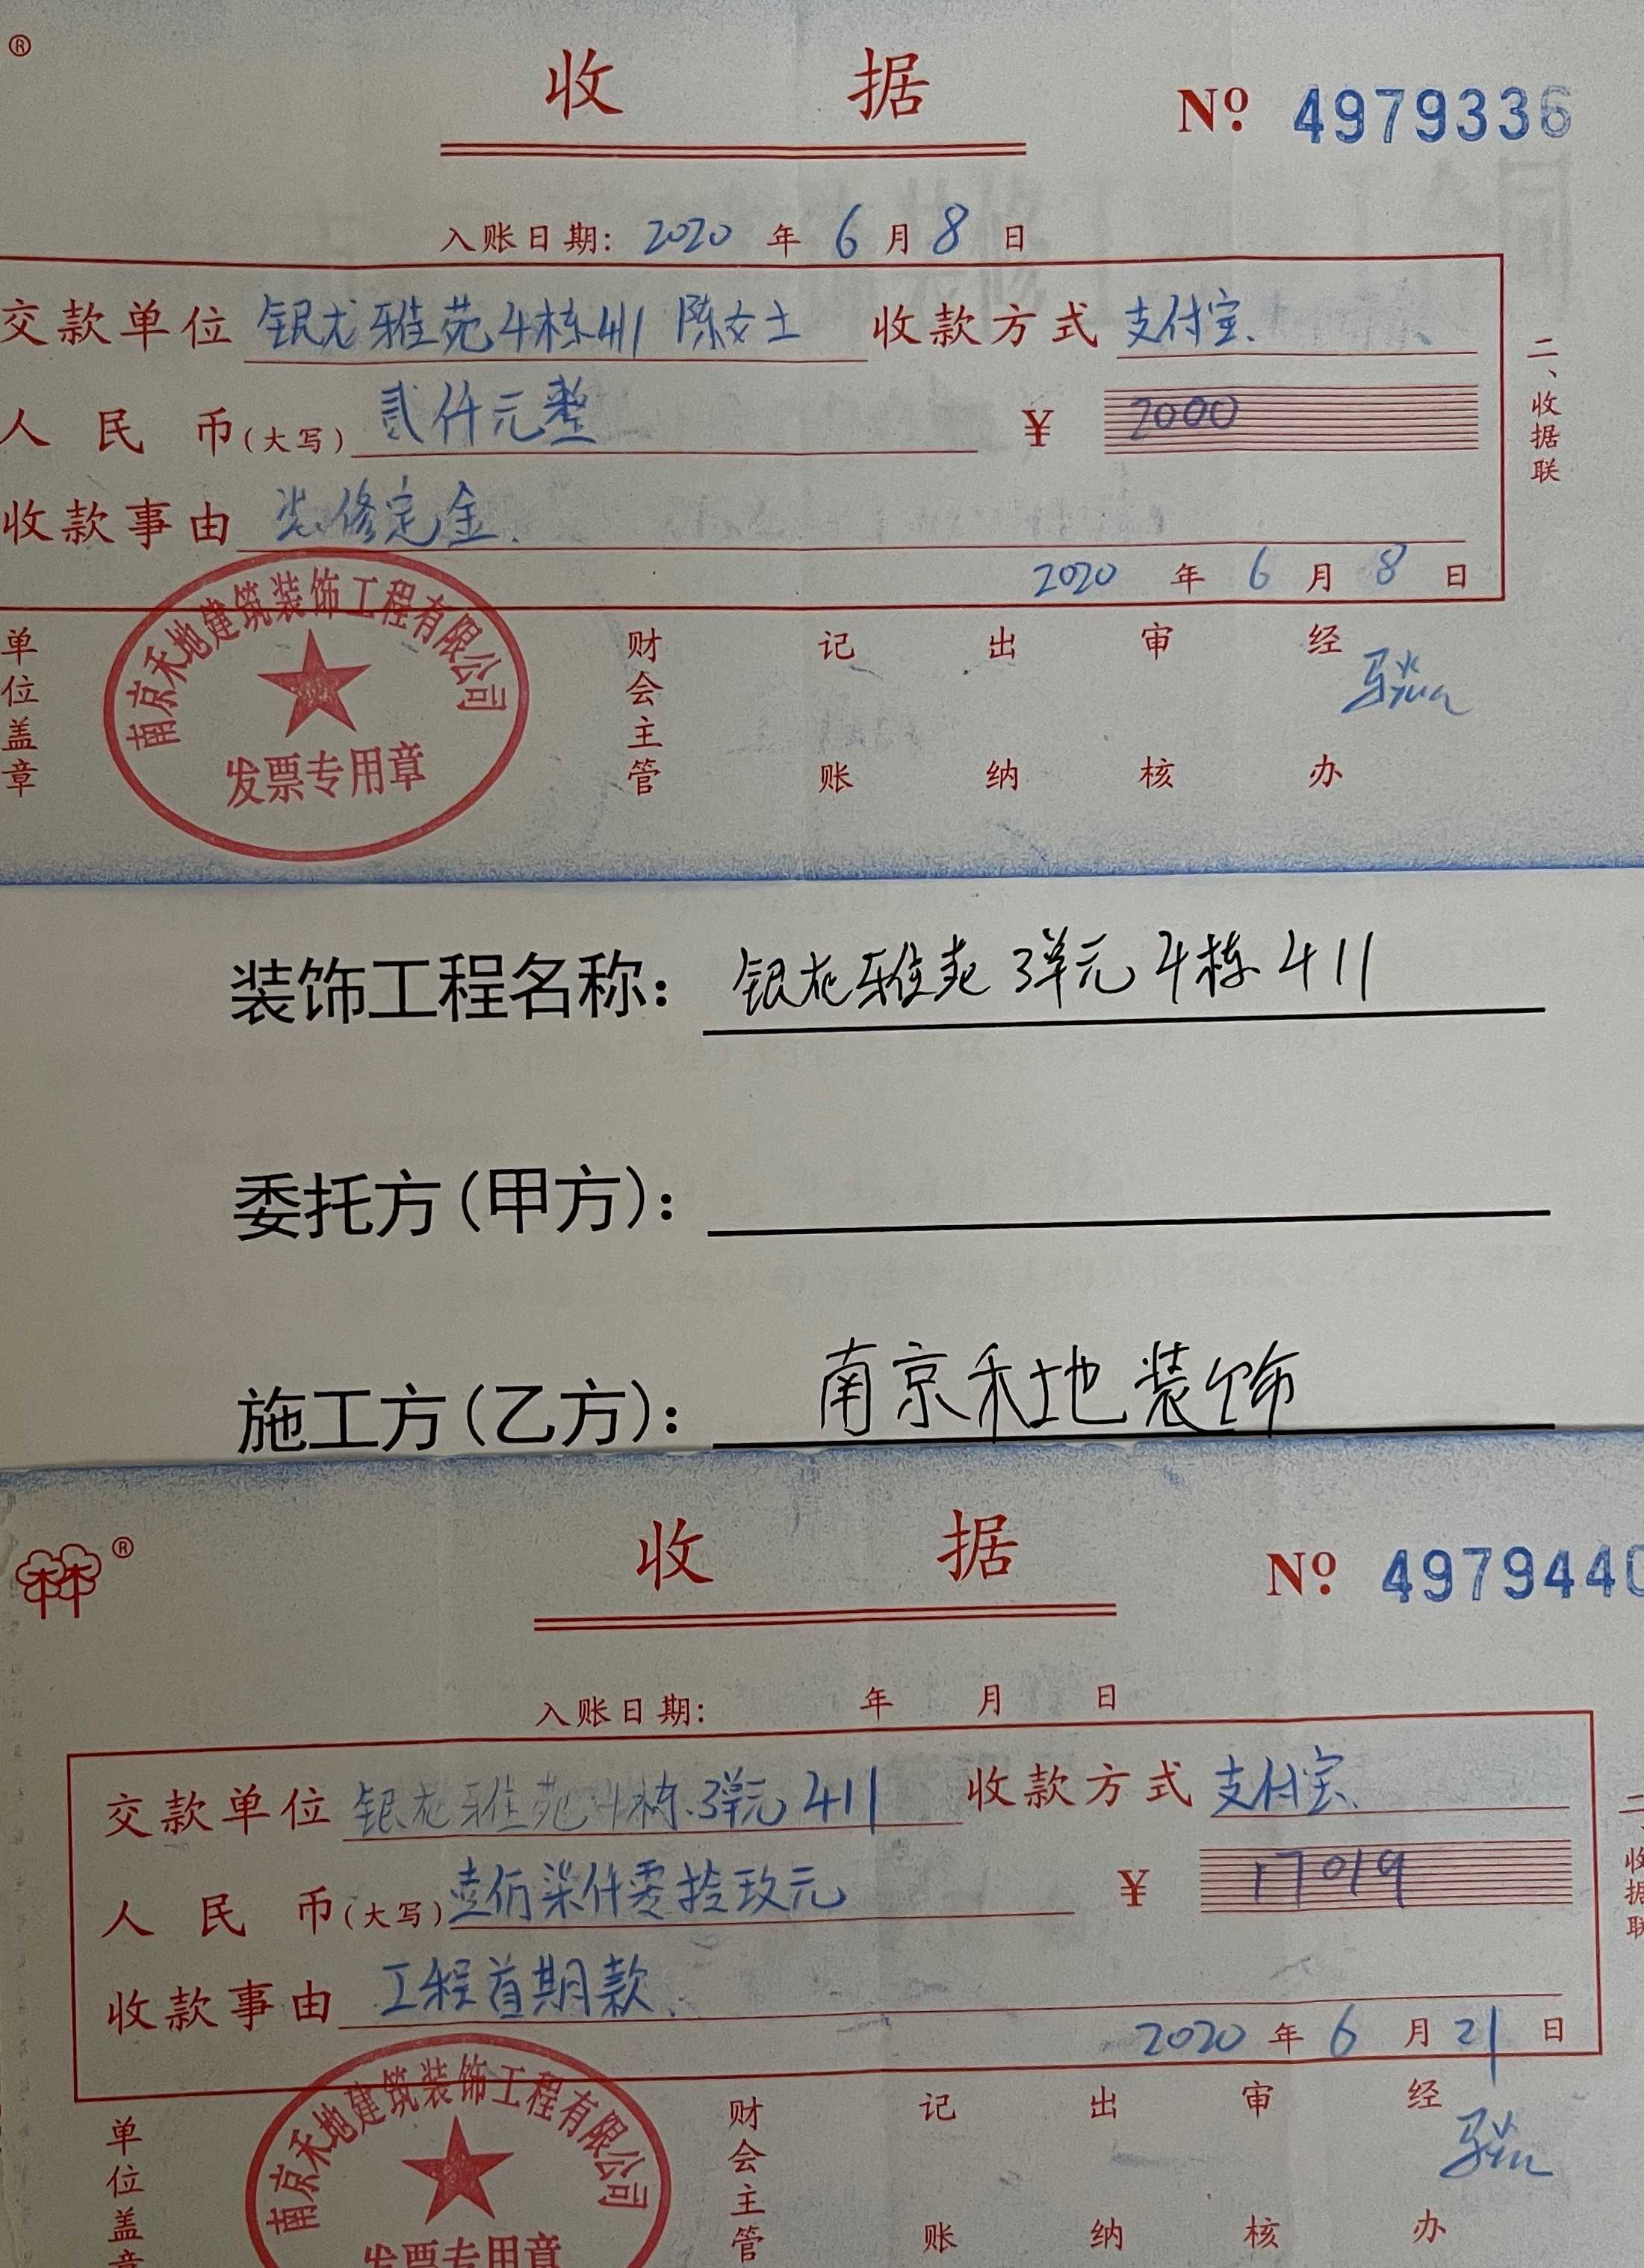 ®
收 据
№ 4979336
入账日期: 2020 年 6 月 8 日
交款单位 银龙雅苑4栋411 陈女士 收款方式 支付宝.
人民币(大写) 贰仟元整 ¥ 2000
收款事由 装修定金.
2020 年 6 月 8 日
二、收据联
单位盖章
南京禾地建筑装饰工程有限公司
发票专用章
财会主管
记账
出纳
审核
经办
装饰工程名称: 银龙雅苑 3单元 4栋 411
委托方(甲方):
施工方(乙方): 南京禾地装饰
®
收 据
№ 4979440
入账日期: 年 月 日
交款单位 银龙雅苑4栋.3单元 411 收款方式 支付宝.
人民币(大写) 壹仟柒仟零拾玖元 ¥ 17019
收款事由 工程首期款.
2020 年 6 月 21 日
二、收据联
单位盖章
南京禾地建筑装饰工程有限公司
发票专用章
财会主管
记账
出纳
审核
经办